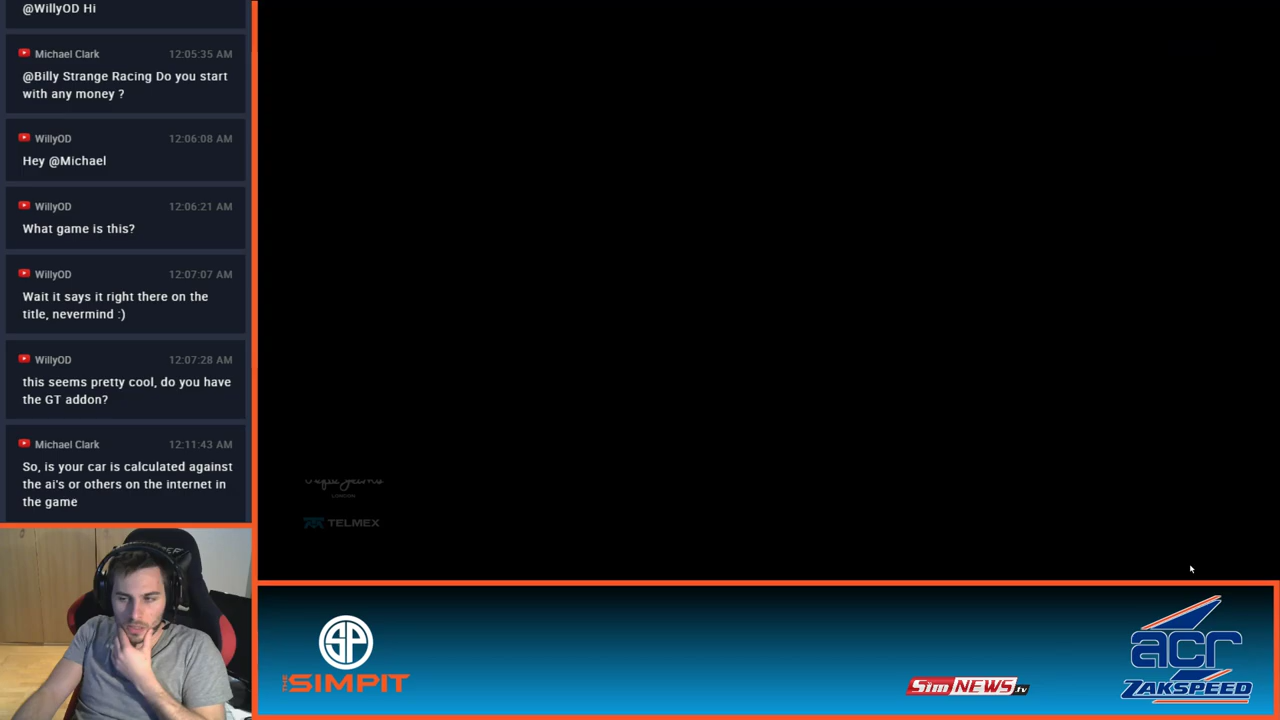 @WillyOD Hi
Michael Clark 12:05:35 AM
@Billy Strange Racing Do you start
with any money ?
WillyOD 12:06:08 AM
Hey @Michael
WillyOD 12:06:21 AM
What game is this?
WillyOD 12:07:07 AM
Wait it says it right there on the
title, nevermind :)
WillyOD 12:07:28 AM
this seems pretty cool, do you have
the GT addon?
Michael Clark 12:11:43 AM
So, is your car is calculated against
the ai's or others on the internet in
the game
LONDON
TELMEX
SP
THE SIMPIT
SimNEWS.tv
acr
ZAKSPEED